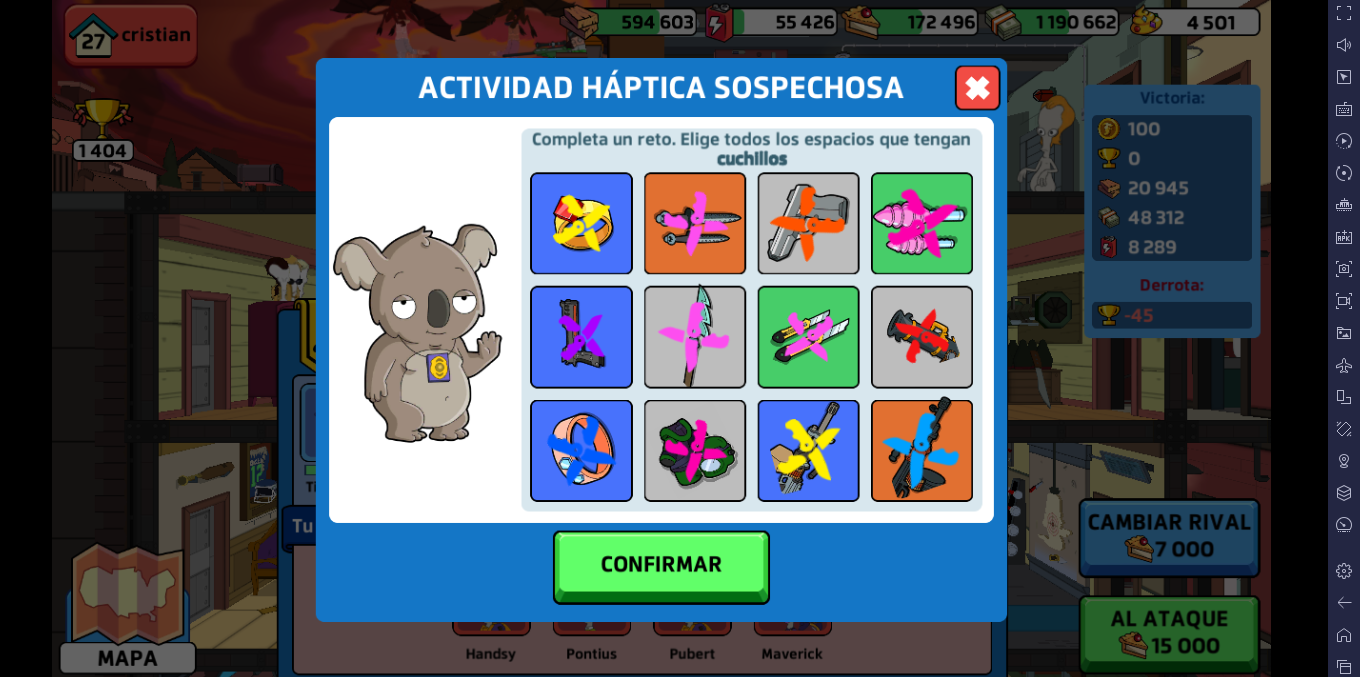 27 cristian
594 603
55 426
172 496
1 190 662
4 501
1 404
ACTIVIDAD HÁPTICA SOSPECHOSA
Completa un reto. Elige todos los espacios que tengan
cuchillos
CONFIRMAR
Victoria:
100
0
20 945
48 312
8 289
Derrota:
-45
Tu
CAMBIAR RIVAL
7 000
AL ATAQUE
15 000
MAPA
Handsy
Pontius
Pubert
Maverick